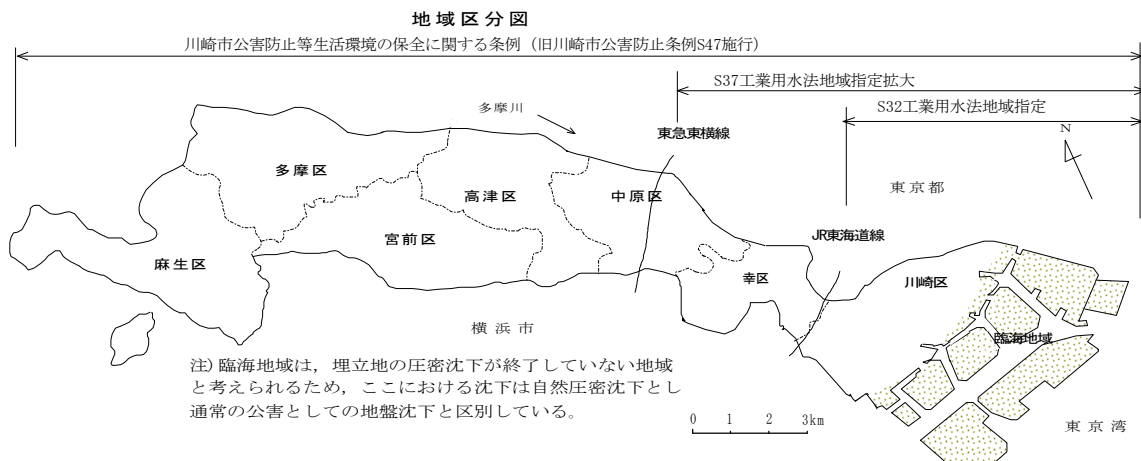 地域区分図
川崎市公害防止等生活環境の保全に関する条例（旧川崎市公害防止条例S47施行）
S37工業用水法地域指定拡大
S32工業用水法地域指定
多摩川
東急東横線
N
東京都
多摩区
高津区
中原区
JR東海道線
宮前区
麻生区
幸区
川崎区
横浜市
臨海地域
注）臨海地域は，埋立地の圧密沈下が終了していない地域
と考えられるため，ここにおける沈下は自然圧密沈下とし
通常の公害としての地盤沈下と区別している。
0 1 2 3km
東京湾